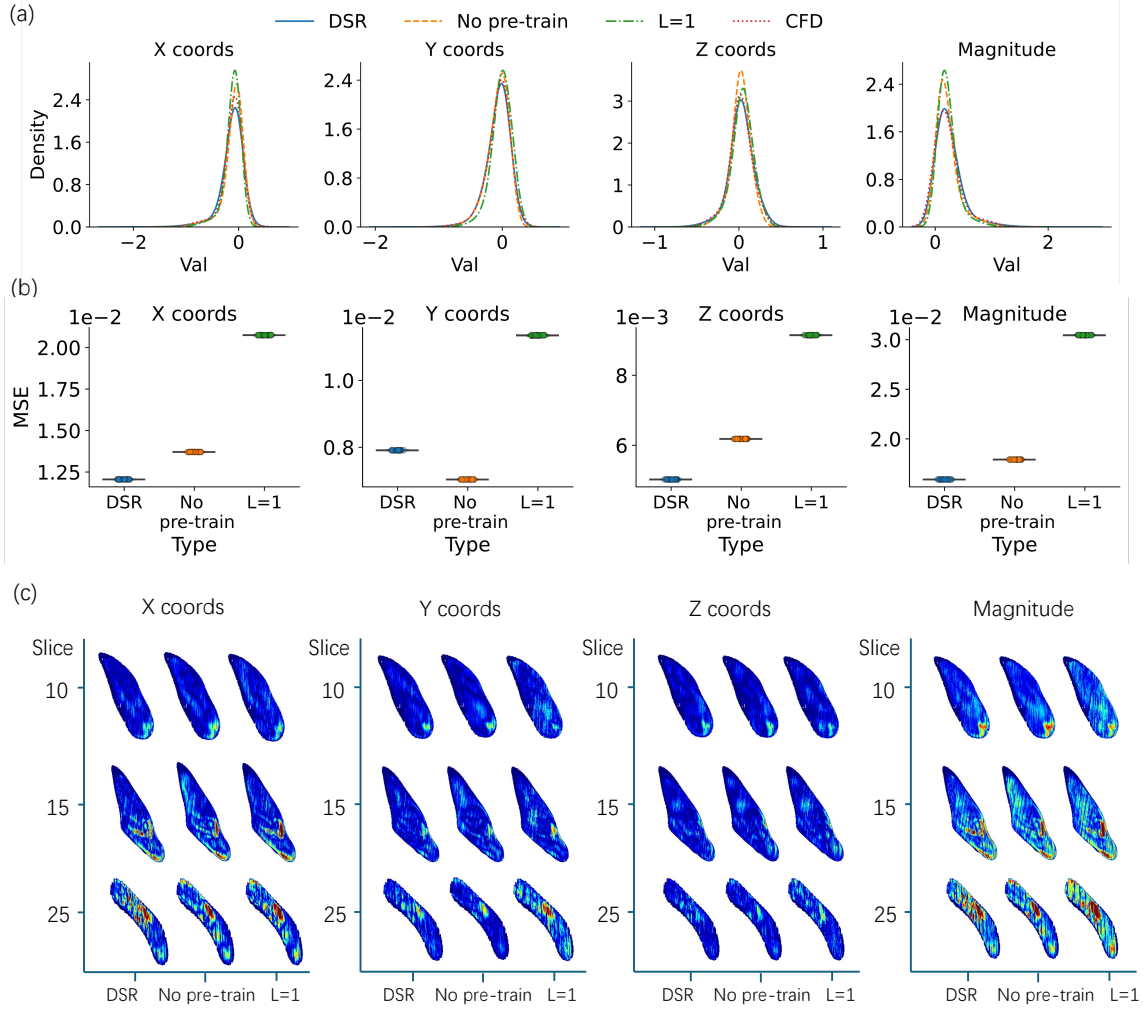 (a)
DSR No pre-train L=1 CFD
X coords Y coords Z coords Magnitude
Density
2.4 2.4 3 2.4
1.6 1.6 2 1.6
0.8 0.8 1 0.8
0.0 0.0 0 0.0
−2 0 −2 0 −1 0 1 0 2
Val Val Val Val
(b)
1e−2 X coords 1e−2 Y coords 1e−3 Z coords 1e−2 Magnitude
MSE
2.00 1.0 8 3.0
1.75 0.8 6 2.5
1.50 2.0
1.25
DSR No pre-train L=1 DSR No pre-train L=1 DSR No pre-train L=1 DSR No pre-train L=1
Type Type Type Type
(c)
X coords Y coords Z coords Magnitude
Slice Slice Slice Slice
10 10 10 10
15 15 15 15
25 25 25 25
DSR No pre-train L=1 DSR No pre-train L=1 DSR No pre-train L=1 DSR No pre-train L=1